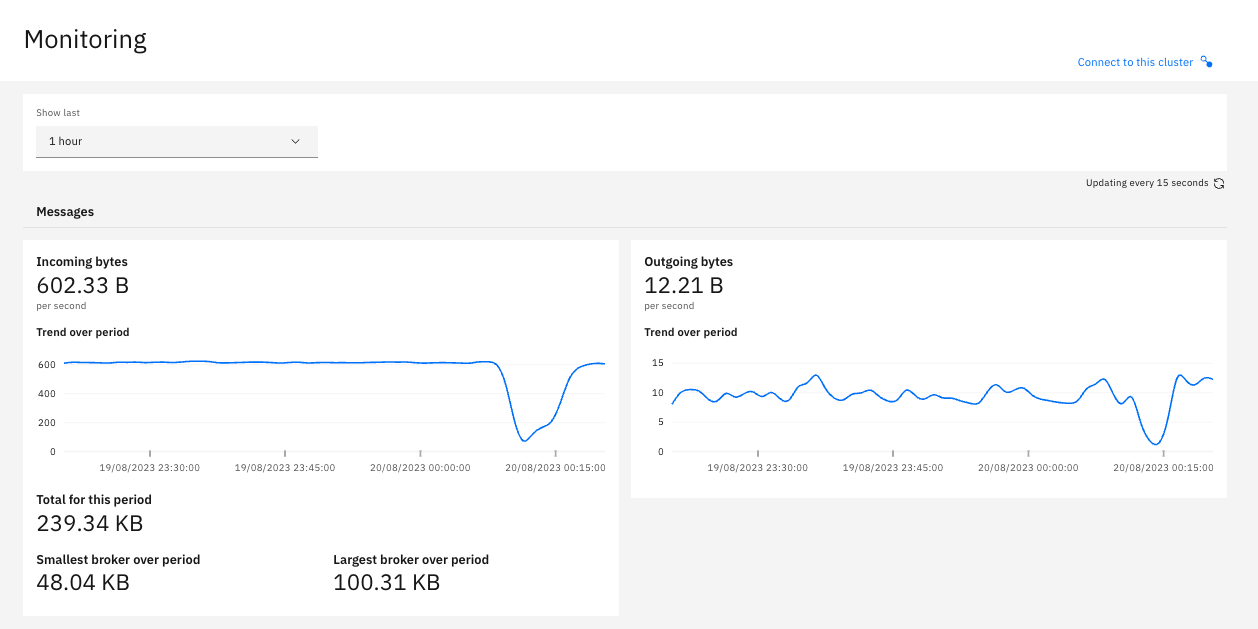 Monitoring
Connect to this cluster
Show last
1 hour
Updating every 15 seconds
Messages
Incoming bytes
602.33 B
per second
Trend over period
600
400
200
0
19/08/2023 23:30:00
19/08/2023 23:45:00
20/08/2023 00:00:00
20/08/2023 00:15:00
Total for this period
239.34 KB
Smallest broker over period
48.04 KB
Largest broker over period
100.31 KB
Outgoing bytes
12.21 B
per second
Trend over period
15
10
5
0
19/08/2023 23:30:00
19/08/2023 23:45:00
20/08/2023 00:00:00
20/08/2023 00:15:00